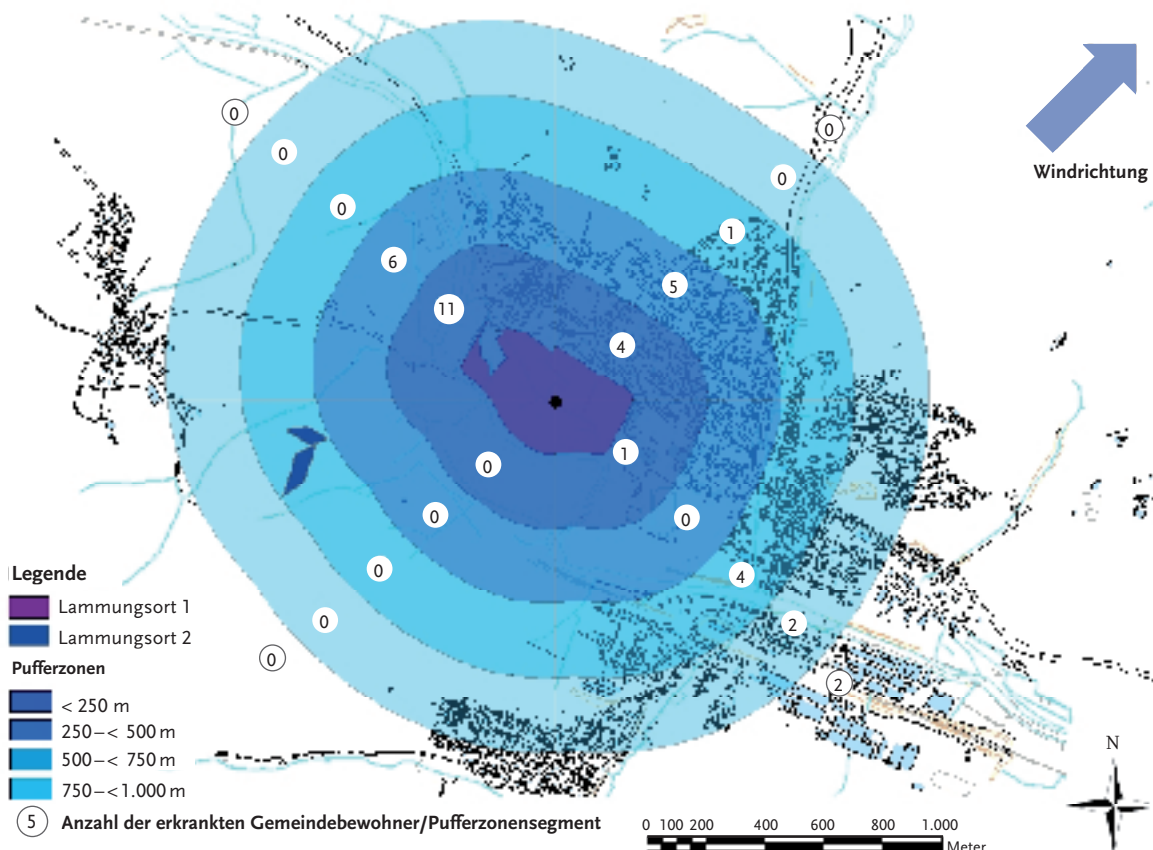 0
0
0
0
0
Windrichtung
0
1
6
5
11
4
1
0
0
0
0
4
0
2
0
2
Legende
Lammungsort 1
Lammungsort 2
Pufferzonen
< 250 m
250–< 500 m
500–< 750 m
750–<1.000 m
N
5 Anzahl der erkrankten Gemeindebewohner/Pufferzonensegment
0 100 200 400 600 800 1.000
Meter